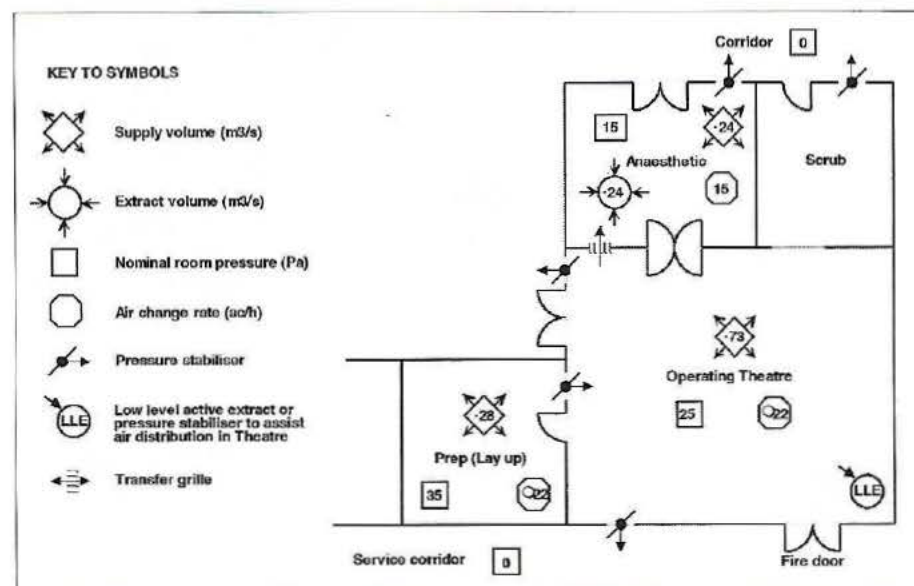 KEY TO SYMBOLS
Supply volume (m3/s)
Extract volume (m3/s)
Nominal room pressure (Pa)
Air change rate (ac/h)
Pressure stabiliser
LLE
Low level active extract or
pressure stabiliser to assist
air distribution in Theatre
Transfer grille
Corridor
0
15
·24
Anaesthetic
·24
15
Scrub
·73
Operating Theatre
25
22
·28
Prep (Lay up)
35
22
LLE
Service corridor
0
Fire door